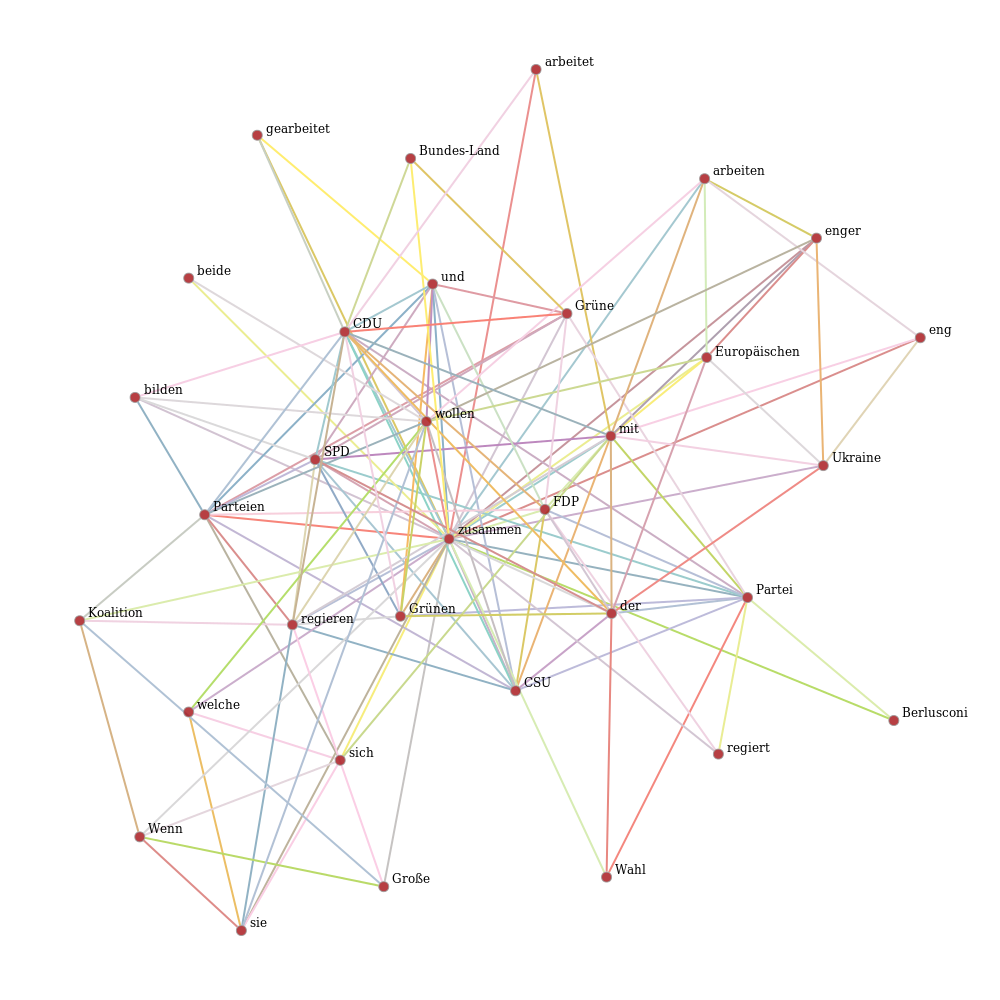 arbeitet
gearbeitet
Bundes-Land
arbeiten
enger
beide
und
Grüne
CDU
eng
Europäischen
bilden
wollen
mit
SPD
Ukraine
Parteien
FDP
zusammen
Partei
Koalition
Grünen
der
regieren
CSU
welche
Berlusconi
sich
regiert
Wenn
Wahl
Große
sie